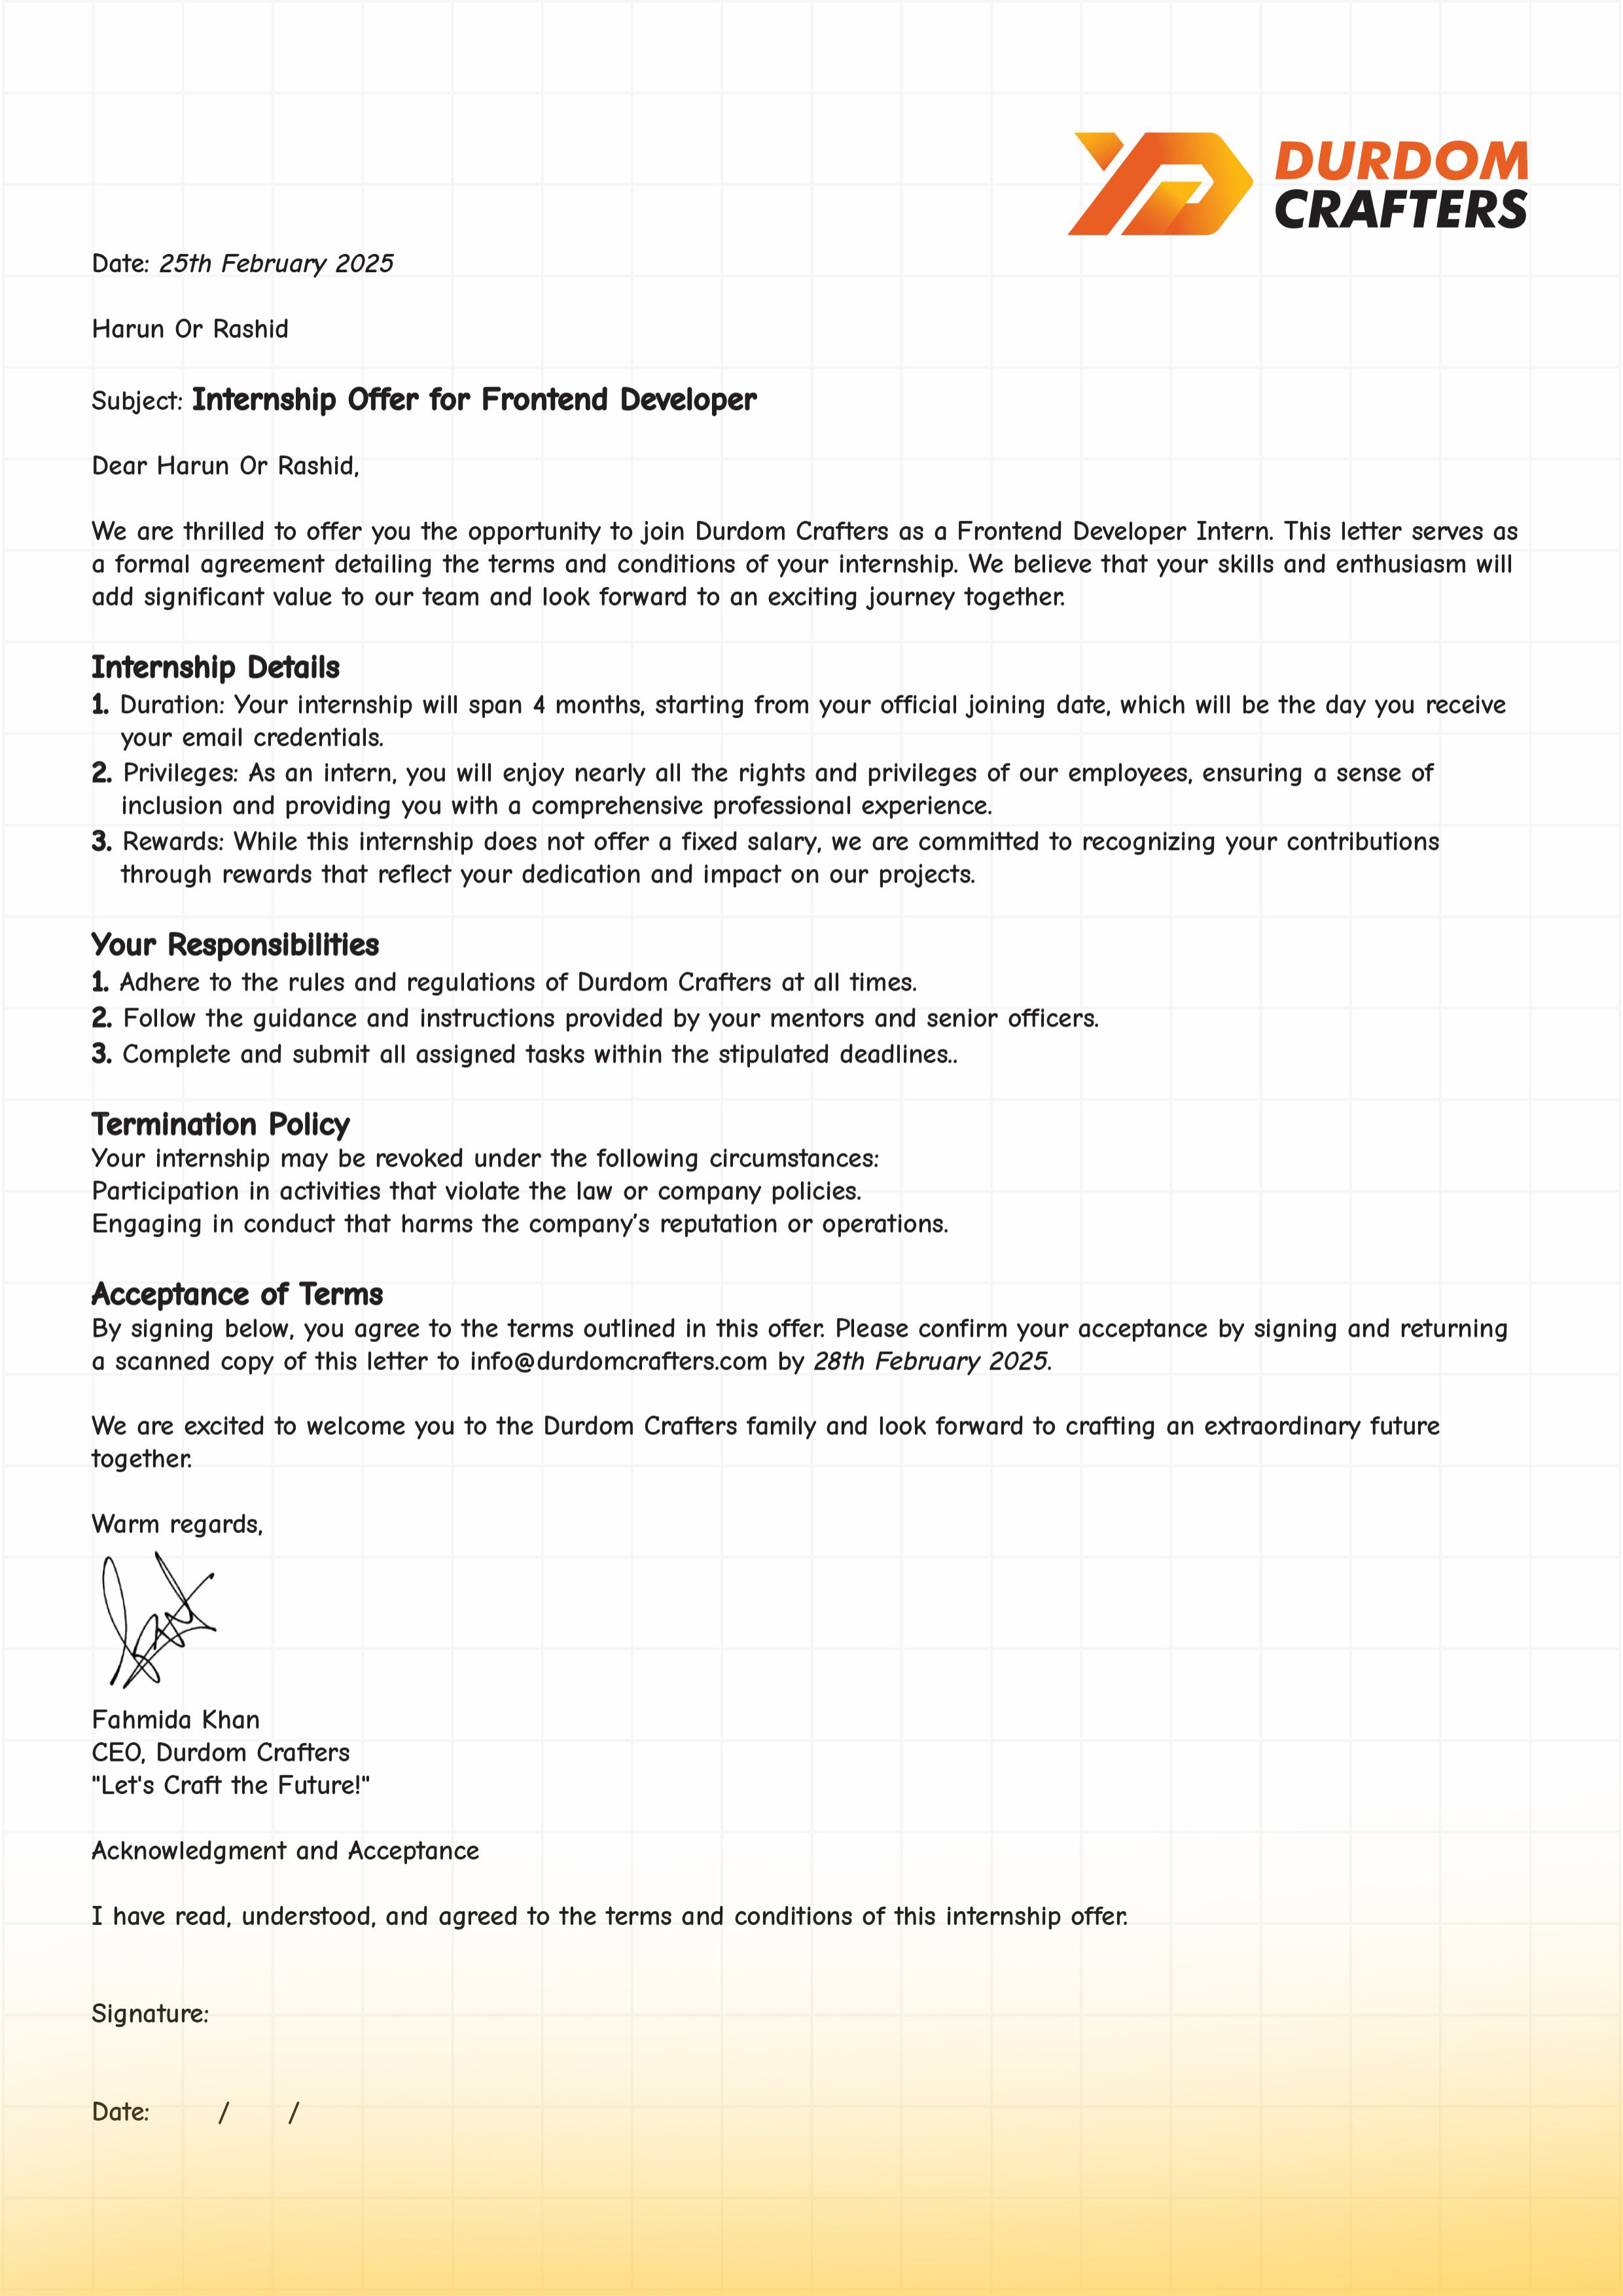 DURDOM
CRAFTERS
Date: 25th February 2025
Harun Or Rashid
Subject: Internship Offer for Frontend Developer
Dear Harun Or Rashid,
We are thrilled to offer you the opportunity to join Durdom Crafters as a Frontend Developer Intern. This letter serves as
a formal agreement detailing the terms and conditions of your internship. We believe that your skills and enthusiasm will
add significant value to our team and look forward to an exciting journey together.
Internship Details
1. Duration: Your internship will span 4 months, starting from your official joining date, which will be the day you receive
your email credentials.
2. Privileges: As an intern, you will enjoy nearly all the rights and privileges of our employees, ensuring a sense of
inclusion and providing you with a comprehensive professional experience.
3. Rewards: While this internship does not offer a fixed salary, we are committed to recognizing your contributions
through rewards that reflect your dedication and impact on our projects.
Your Responsibilities
1. Adhere to the rules and regulations of Durdom Crafters at all times.
2. Follow the guidance and instructions provided by your mentors and senior officers.
3. Complete and submit all assigned tasks within the stipulated deadlines..
Termination Policy
Your internship may be revoked under the following circumstances:
Participation in activities that violate the law or company policies.
Engaging in conduct that harms the company's reputation or operations.
Acceptance of Terms
By signing below, you agree to the terms outlined in this offer. Please confirm your acceptance by signing and returning
a scanned copy of this letter to info@durdomcrafters.com by 28th February 2025.
We are excited to welcome you to the Durdom Crafters family and look forward to crafting an extraordinary future
together.
Warm regards,
Fahmida Khan
CEO, Durdom Crafters
"Let's Craft the Future!"
Acknowledgment and Acceptance
I have read, understood, and agreed to the terms and conditions of this internship offer.
Signature:
Date: / /